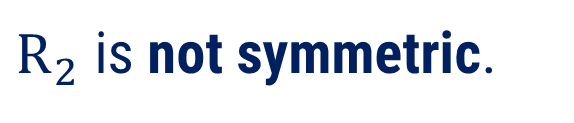 R₂ is not symmetric.